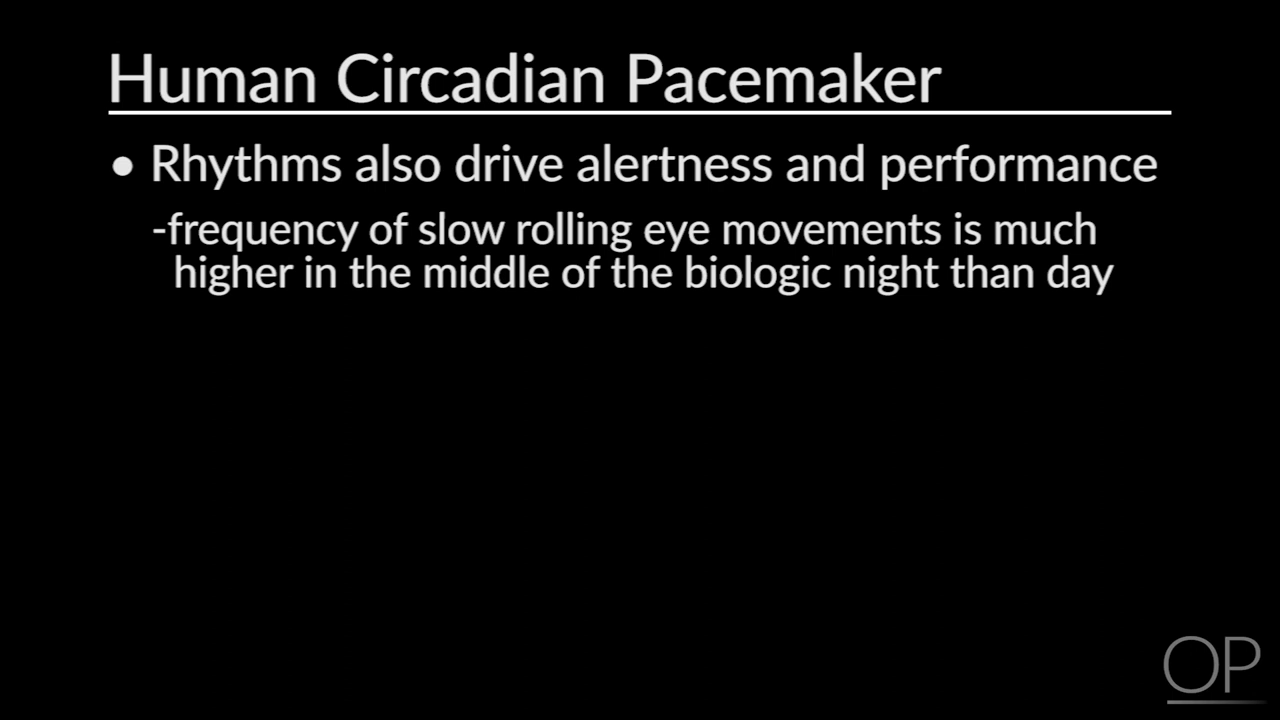 Human Circadian Pacemaker
• Rhythms also drive alertness and performance
-frequency of slow rolling eye movements is much
higher in the middle of the biologic night than day
OP